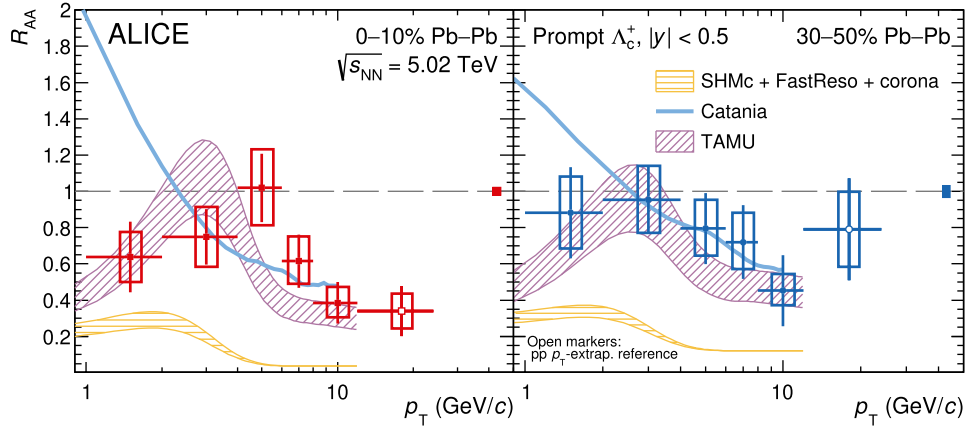 R_AA
ALICE
0–10% Pb–Pb
√s_NN = 5.02 TeV
2
1.8
1.6
1.4
1.2
1
0.8
0.6
0.4
0.2
1
10
p_T (GeV/c)
Prompt Λ_c^+, |y| < 0.5
30–50% Pb–Pb
SHMc + FastReso + corona
Catania
TAMU
Open markers:
pp p_T-extrap. reference
1
10
p_T (GeV/c)